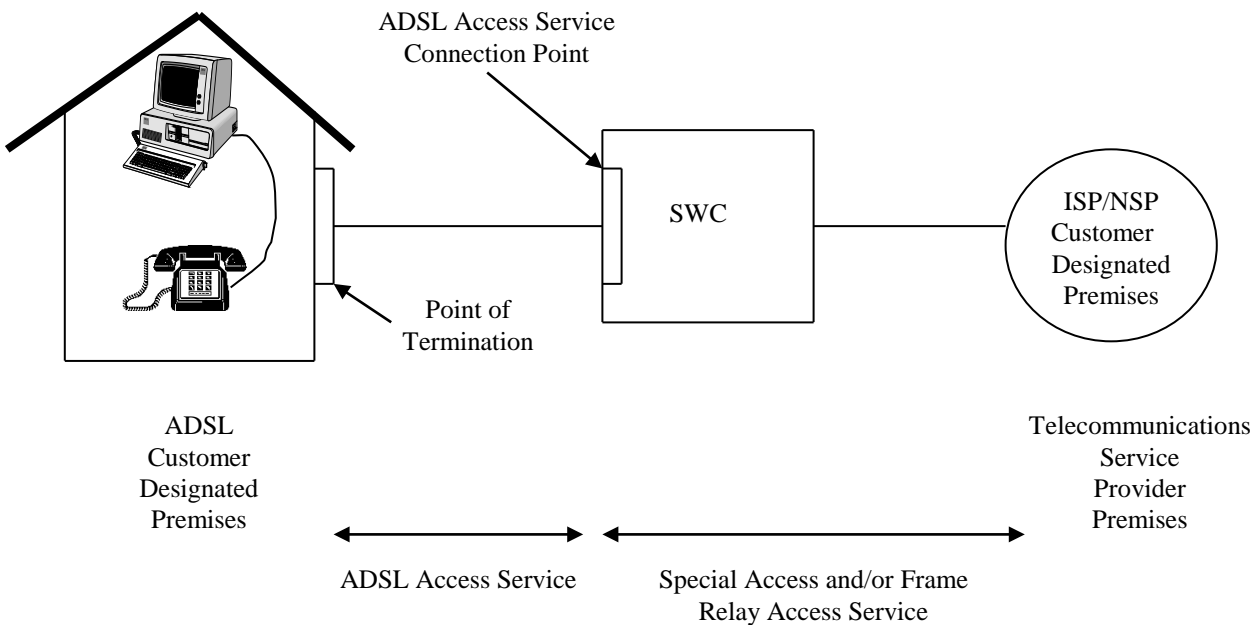 ADSL Access Service
Connection Point
SWC
ISP/NSP
Customer
Designated
Premises
Point of
Termination
ADSL
Customer
Designated
Premises
Telecommunications
Service
Provider
Premises
ADSL Access Service
Special Access and/or Frame
Relay Access Service